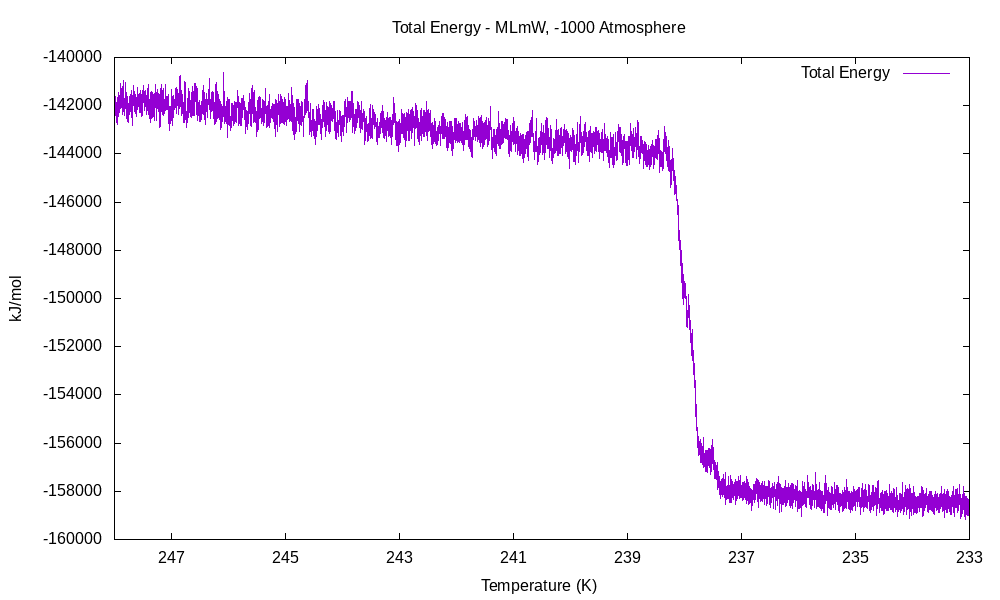 Total Energy - MLmW, -1000 Atmosphere
Total Energy
-140000
-142000
-144000
-146000
-148000
-150000
-152000
-154000
-156000
-158000
-160000
kJ/mol
247 245 243 241 239 237 235 233
Temperature (K)